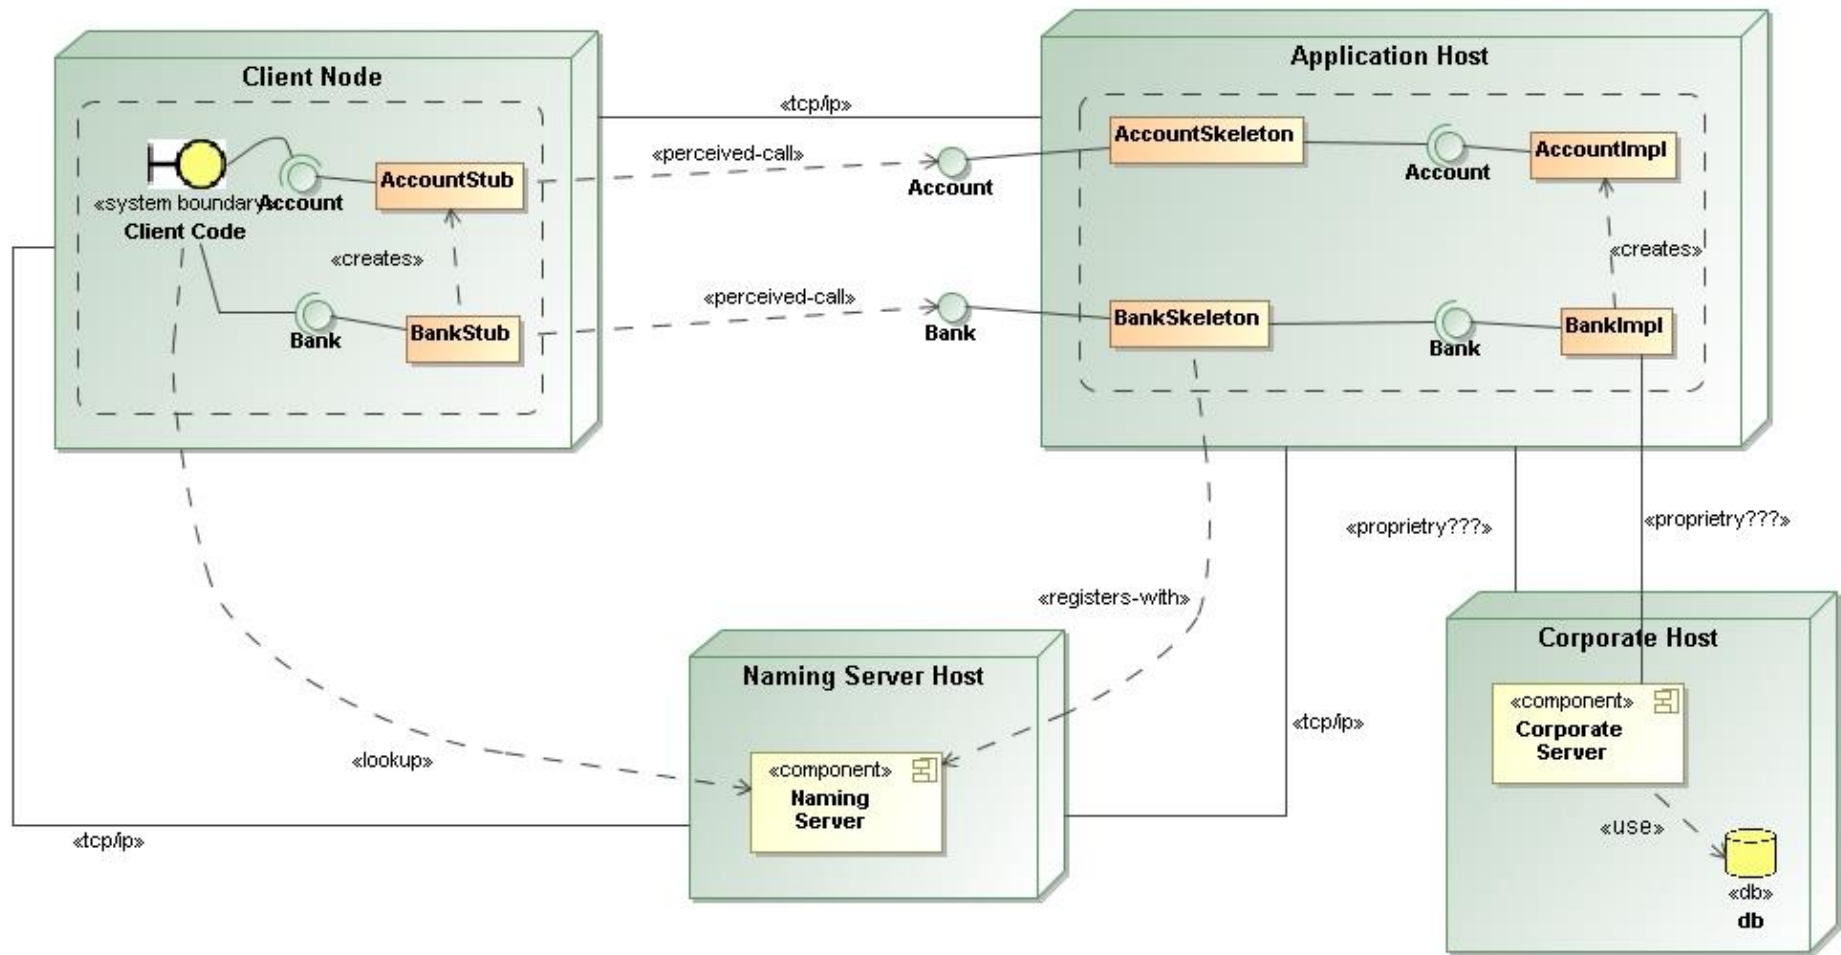 Client Node
«system boundary»
Client Code
Account
AccountStub
«creates»
Bank
BankStub
«tcp/ip»
«perceived-call»
Account
«perceived-call»
Bank
Application Host
AccountSkeleton
Account
AccountImpl
«creates»
BankSkeleton
Bank
BankImpl
«proprietry???»
«proprietry???»
«registers-with»
«lookup»
«tcp/ip»
«tcp/ip»
Naming Server Host
«component»
Naming
Server
Corporate Host
«component»
Corporate
Server
«use»
«db»
db